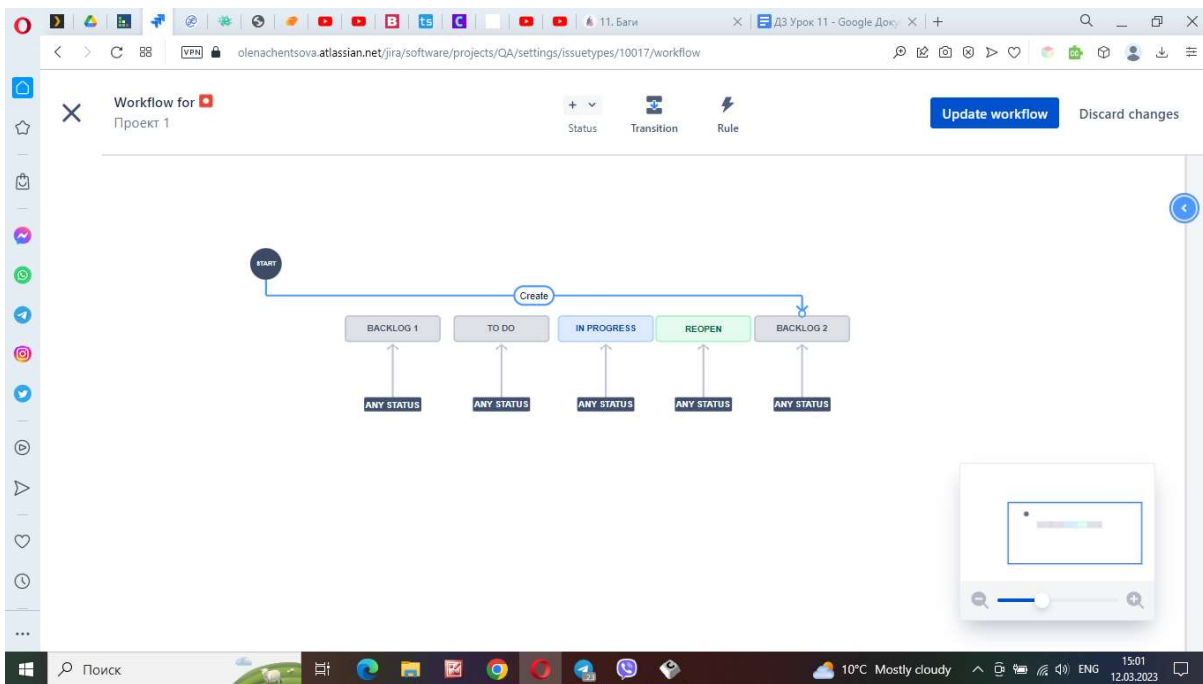 11. Баги
ДЗ Урок 11 - Google Доку
VPN
olenachentsova.atlassian.net/jira/software/projects/QA/settings/issuetypes/10017/workflow
Workflow for
Проект 1
Status
Transition
Rule
Update workflow
Discard changes
START
Create
BACKLOG 1
TO DO
IN PROGRESS
REOPEN
BACKLOG 2
ANY STATUS
ANY STATUS
ANY STATUS
ANY STATUS
ANY STATUS
Поиск
23
10°C Mostly cloudy
ENG
15:01
12.03.2023